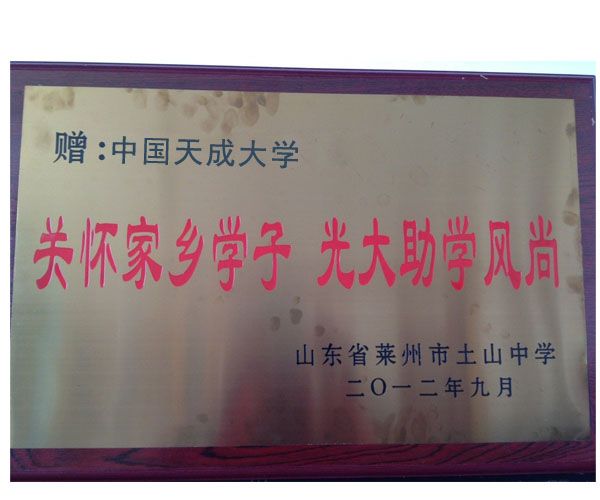 赠:中国天成大学
关怀家乡学子 光大助学风尚
山东省莱州市土山中学
二〇一二年九月